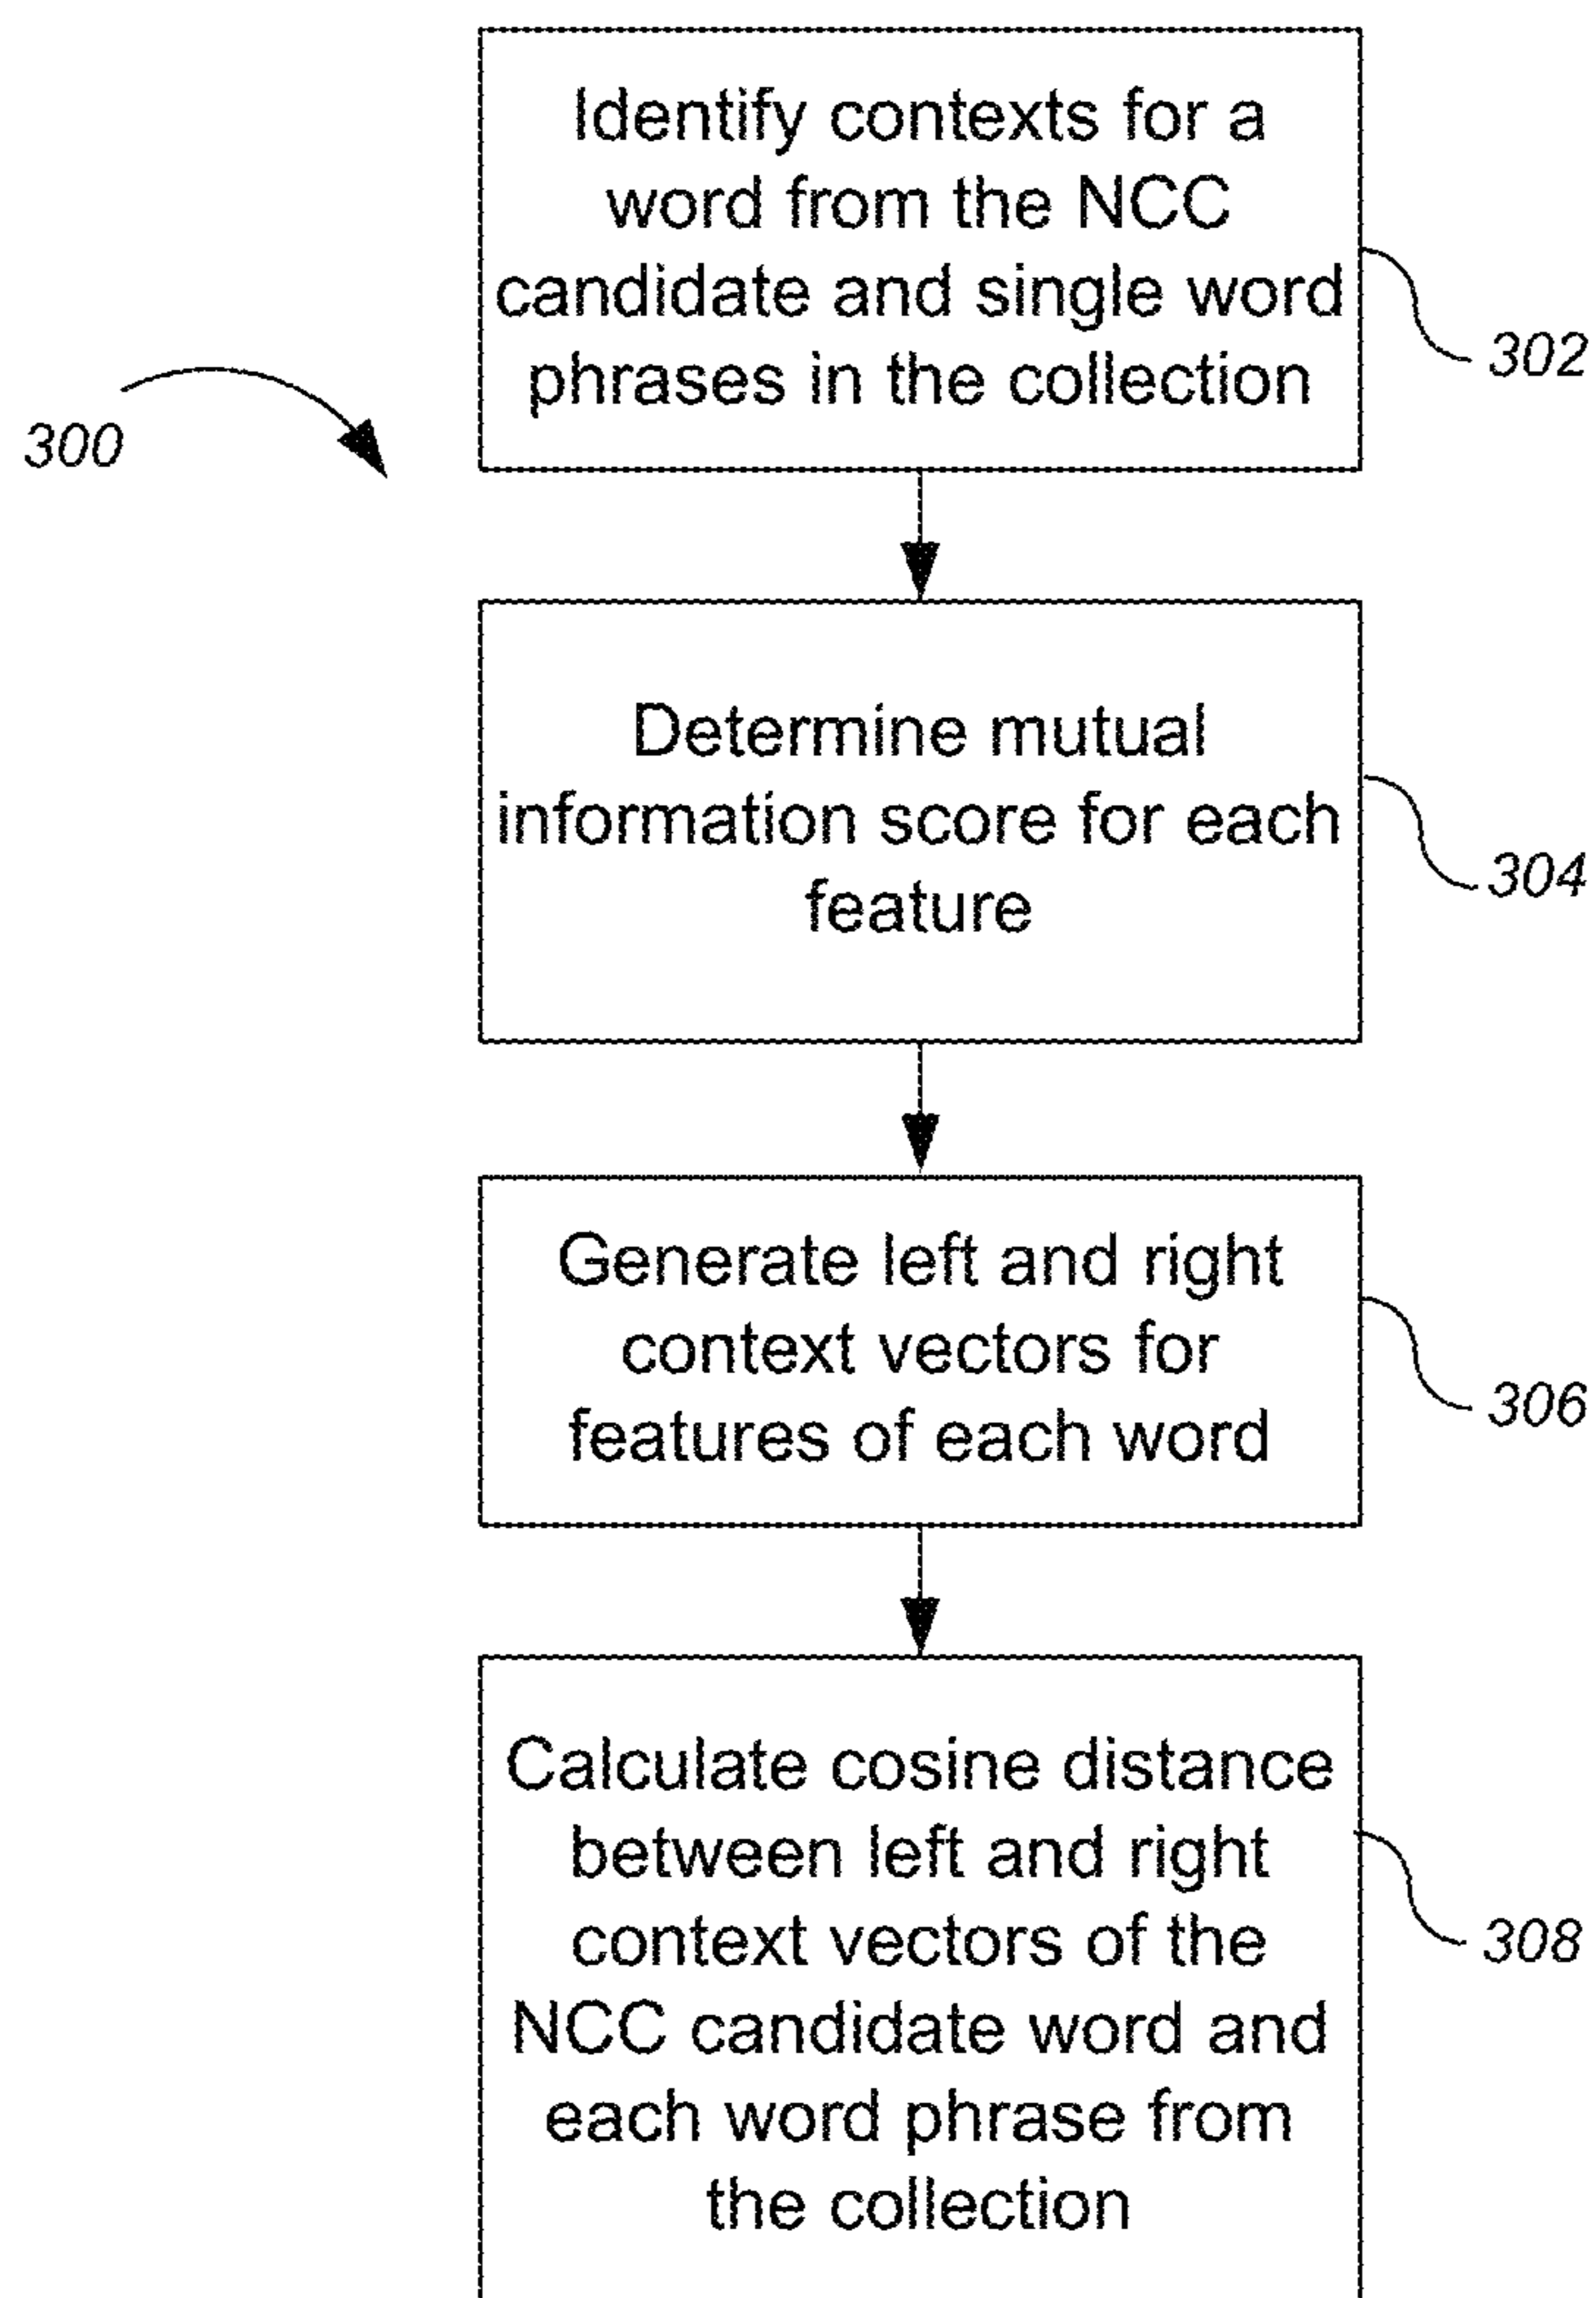 Identify contexts for a
word from the NCC
candidate and single word
phrases in the collection
302
300
Determine mutual
information score for each
feature
304
Generate left and right
context vectors for
features of each word
306
Calculate cosine distance
between left and right
context vectors of the
NCC candidate word and
each word phrase from
the collection
308